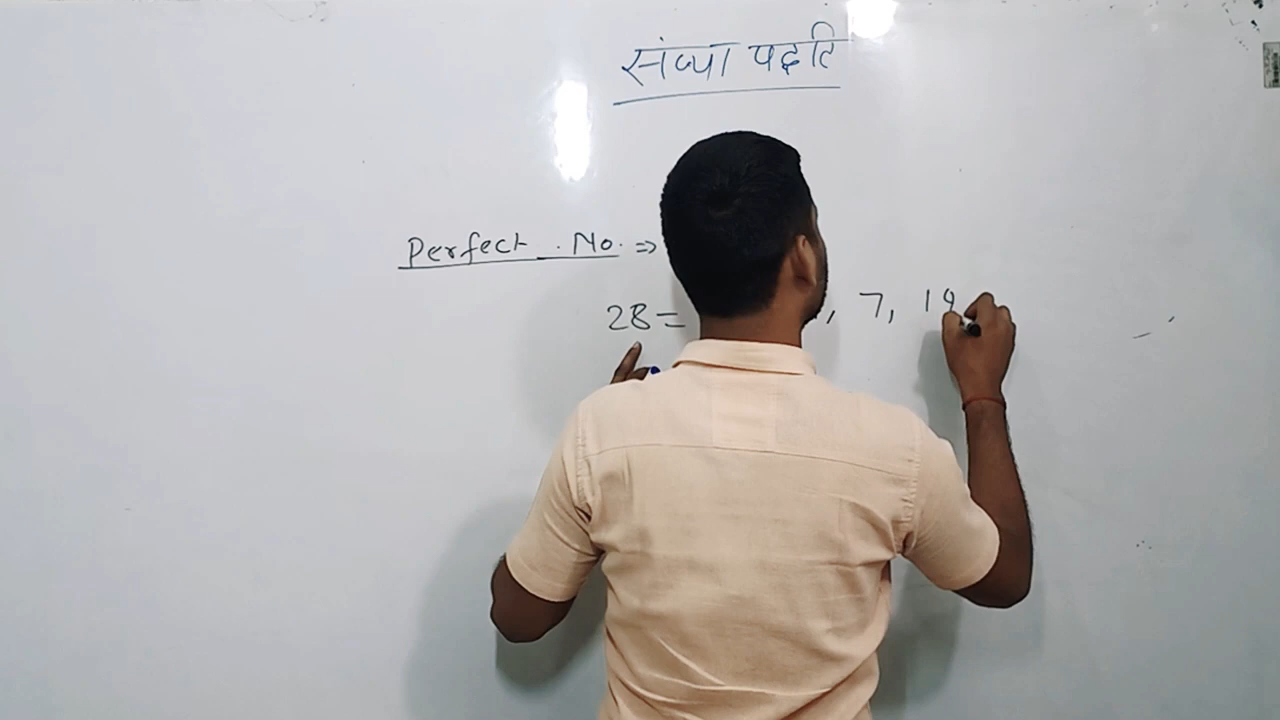 संख्या पद्धति
Perfect No. ⇒
28 = , 7, 14